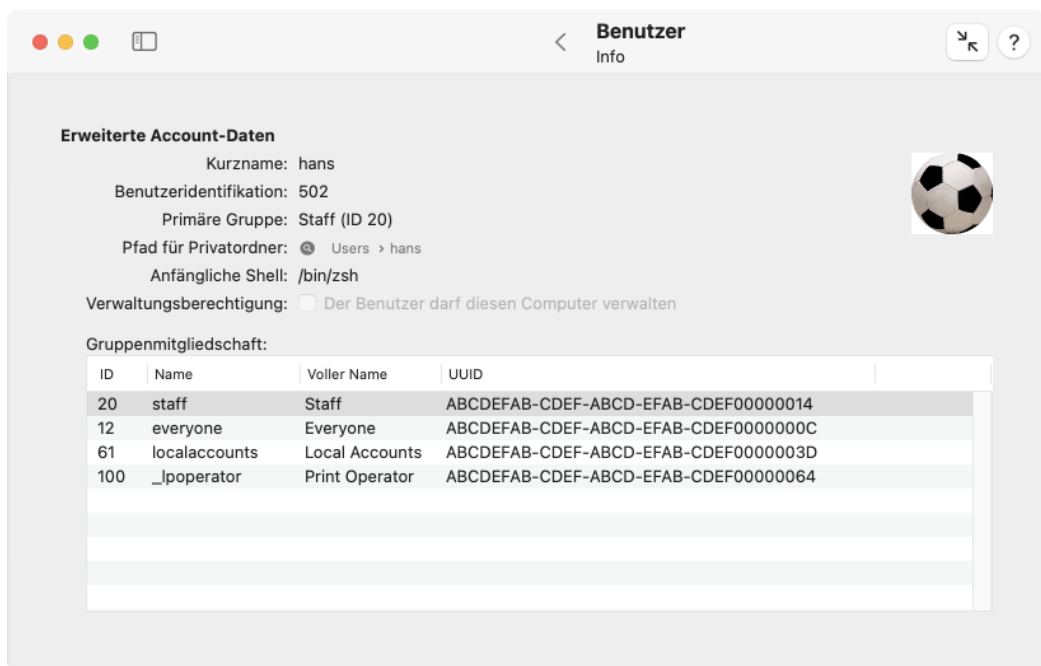 Benutzer
Info
?
Erweiterte Account-Daten
Kurzname: hans
Benutzeridentifikation: 502
Primäre Gruppe: Staff (ID 20)
Pfad für Privatordner: Users › hans
Anfängliche Shell: /bin/zsh
Verwaltungsberechtigung: Der Benutzer darf diesen Computer verwalten
Gruppenmitgliedschaft:
ID Name Voller Name UUID
20 staff Staff ABCDEFAB-CDEF-ABCD-EFAB-CDEF00000014
12 everyone Everyone ABCDEFAB-CDEF-ABCD-EFAB-CDEF0000000C
61 localaccounts Local Accounts ABCDEFAB-CDEF-ABCD-EFAB-CDEF0000003D
100 _lpoperator Print Operator ABCDEFAB-CDEF-ABCD-EFAB-CDEF00000064